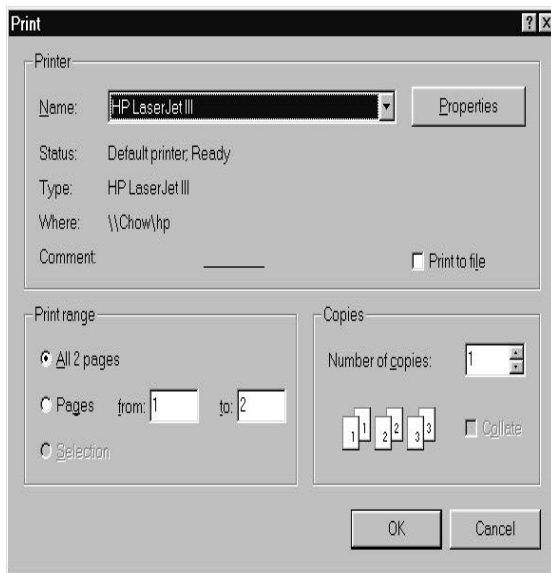 Print
Printer
Name: HP LaserJet III Properties
Status: Default printer; Ready
Type: HP LaserJet III
Where: \\Chow\hp
Comment: Print to file
Print range
All 2 pages
Pages from: 1 to: 2
Selection
Copies
Number of copies: 1
1 1 2 2 3 3
Collate
OK Cancel